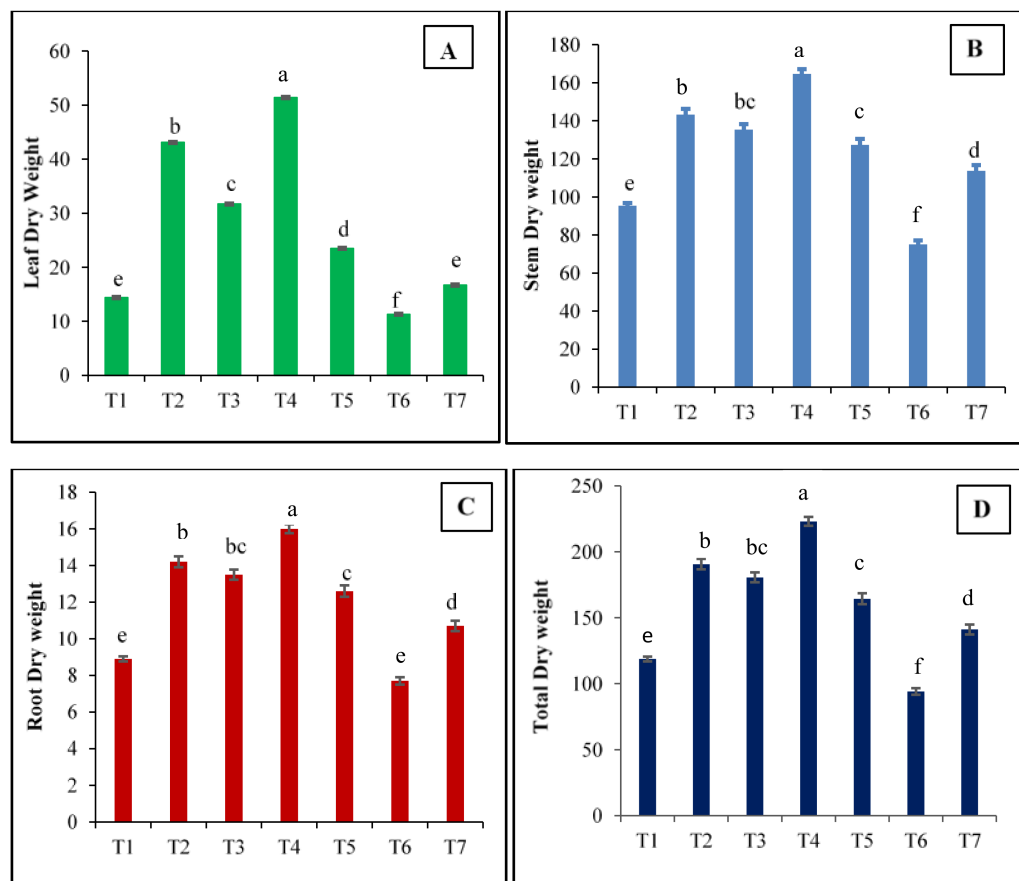 A
Leaf Dry Weight
60
50
40
30
20
10
0
e
b
c
a
d
f
e
T1 T2 T3 T4 T5 T6 T7
B
Stem Dry weight
180
160
140
120
100
80
60
40
20
0
e
b
bc
a
c
f
d
T1 T2 T3 T4 T5 T6 T7
C
Root Dry weight
18
16
14
12
10
8
6
4
2
0
e
b
bc
a
c
e
d
T1 T2 T3 T4 T5 T6 T7
D
Total Dry weight
250
200
150
100
50
0
e
b
bc
a
c
f
d
T1 T2 T3 T4 T5 T6 T7